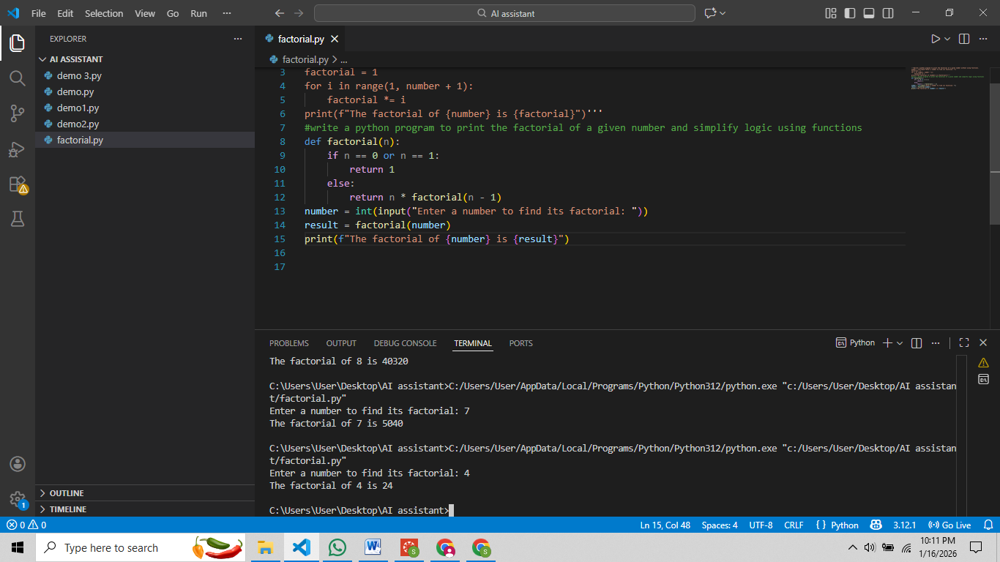 File Edit Selection View Go Run ··· AI assistant
EXPLORER ···
AI ASSISTANT
demo 3.py
demo.py
demo1.py
demo2.py
factorial.py
OUTLINE
TIMELINE
factorial.py
factorial.py > ...
3 factorial = 1
4 for i in range(1, number + 1):
5     factorial *= i
6 print(f"The factorial of {number} is {factorial}")'''
7 #write a python program to print the factorial of a given number and simplify logic using functions
8 def factorial(n):
9     if n == 0 or n == 1:
10         return 1
11     else:
12         return n * factorial(n - 1)
13 number = int(input("Enter a number to find its factorial: "))
14 result = factorial(number)
15 print(f"The factorial of {number} is {result}")
16
17
PROBLEMS OUTPUT DEBUG CONSOLE TERMINAL PORTS Python
The factorial of 8 is 40320
C:\Users\User\Desktop\AI assistant>C:/Users/User/AppData/Local/Programs/Python/Python312/python.exe "c:/Users/User/Desktop/AI assistan
t/factorial.py"
Enter a number to find its factorial: 7
The factorial of 7 is 5040
C:\Users\User\Desktop\AI assistant>C:/Users/User/AppData/Local/Programs/Python/Python312/python.exe "c:/Users/User/Desktop/AI assistan
t/factorial.py"
Enter a number to find its factorial: 4
The factorial of 4 is 24
C:\Users\User\Desktop\AI assistant>
1
0 0 Ln 15, Col 48 Spaces: 4 UTF-8 CRLF { } Python 3.12.1 Go Live
Type here to search
10:11 PM
1/16/2026